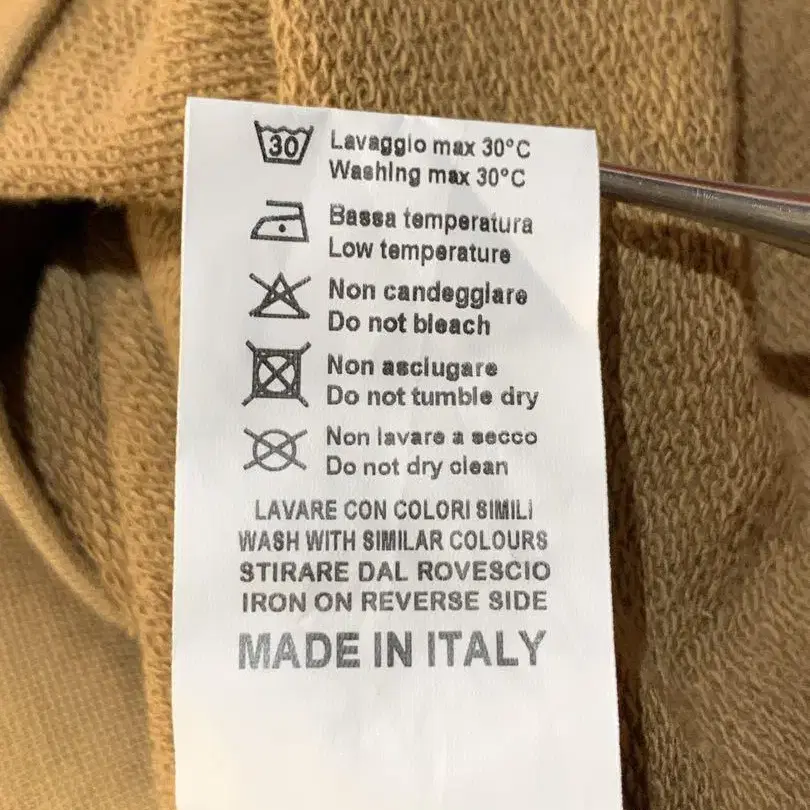 30 Lavaggio max 30°C
Washing max 30°C
Bassa temperatura
Low temperature
Non candeggiare
Do not bleach
Non asciugare
Do not tumble dry
Non lavare a secco
Do not dry clean
LAVARE CON COLORI SIMILI
WASH WITH SIMILAR COLOURS
STIRARE DAL ROVESCIO
IRON ON REVERSE SIDE
MADE IN ITALY